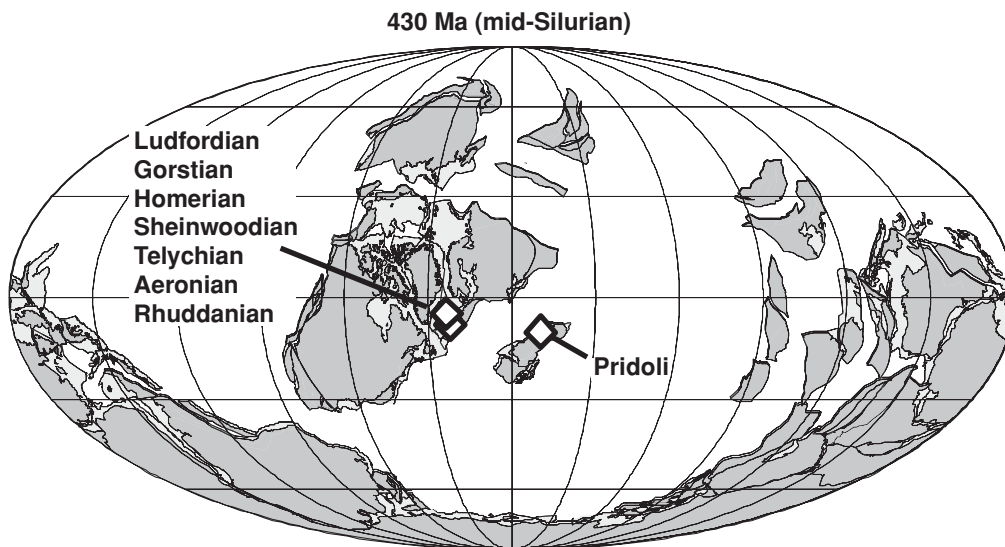 430 Ma (mid-Silurian)
Ludfordian
Gorstian
Homerian
Sheinwoodian
Telychian
Aeronian
Rhuddanian
Pridoli